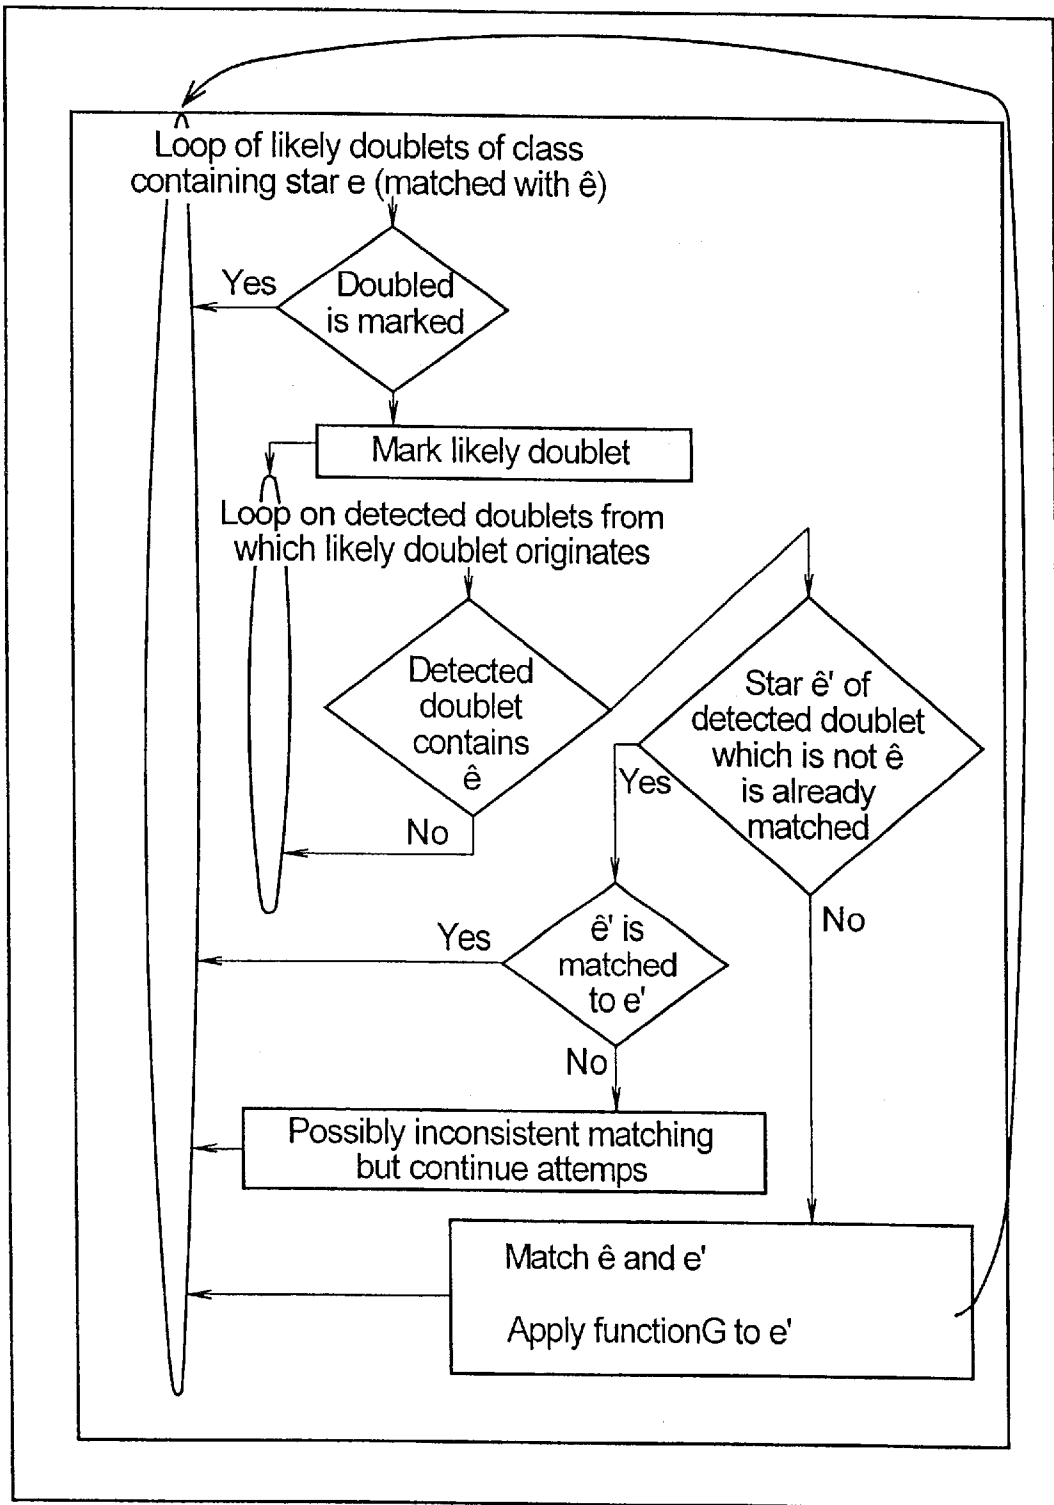 Loop of likely doublets of class
containing star e (matched with ê)
Yes
Doubled
is marked
Mark likely doublet
Loop on detected doublets from
which likely doublet originates
Detected
doublet
contains
ê
No
Star ê' of
detected doublet
which is not ê
is already
matched
Yes
No
ê' is
matched
to e'
Yes
No
Possibly inconsistent matching
but continue attemps
Match ê and e'
Apply functionG to e'